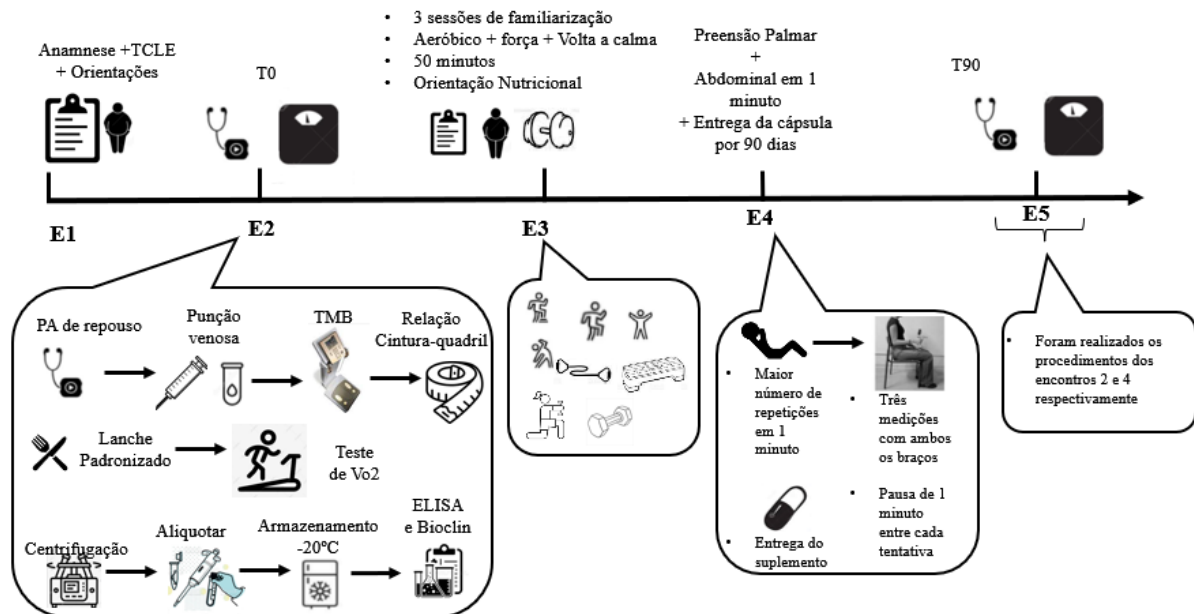 Anamnese +TCLE
+ Orientações
T0
• 3 sessões de familiarização
• Aeróbico + força + Volta a calma
• 50 minutos
• Orientação Nutricional
Preensão Palmar
+
Abdominal em 1
minuto
+ Entrega da cápsula
por 90 dias
T90
E1
E2
E3
E4
E5
PA de repouso
Punção
venosa
TMB
Relação
Cintura-quadril
Lanche
Padronizado
Teste
de Vo2
Centrifugação
Aliquotar
Armazenamento
-20ºC
ELISA
e Bioclin
▪ Maior
número de
repetições
em 1
minuto
▪ Três
medições
com ambos
os braços
▪ Entrega do
suplemento
▪ Pausa de 1
minuto
entre cada
tentativa
▪ Foram realizados os
procedimentos dos
encontros 2 e 4
respectivamente